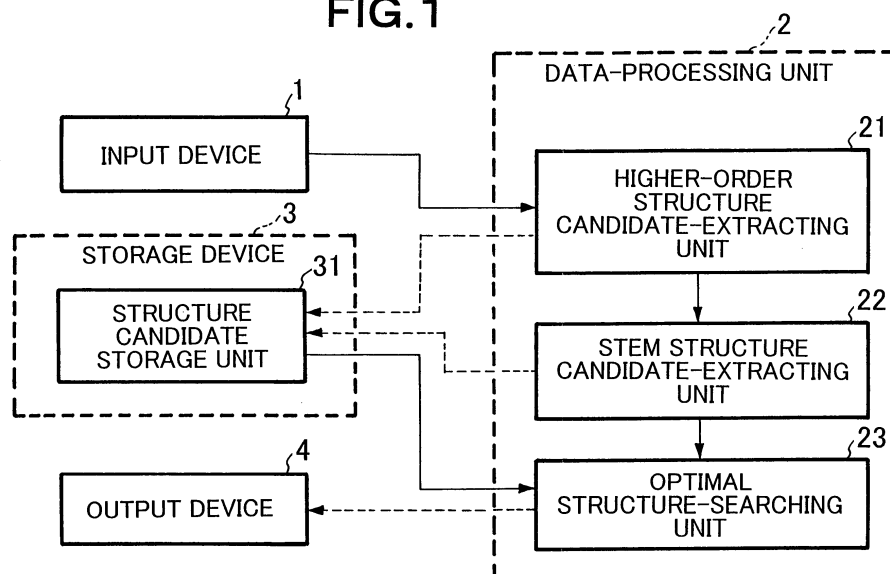 FIG.1
2
DATA-PROCESSING UNIT
1
INPUT DEVICE
21
HIGHER-ORDER
STRUCTURE
CANDIDATE-EXTRACTING
UNIT
3
STORAGE DEVICE
31
STRUCTURE
CANDIDATE
STORAGE UNIT
22
STEM STRUCTURE
CANDIDATE-EXTRACTING
UNIT
4
OUTPUT DEVICE
23
OPTIMAL
STRUCTURE-SEARCHING
UNIT